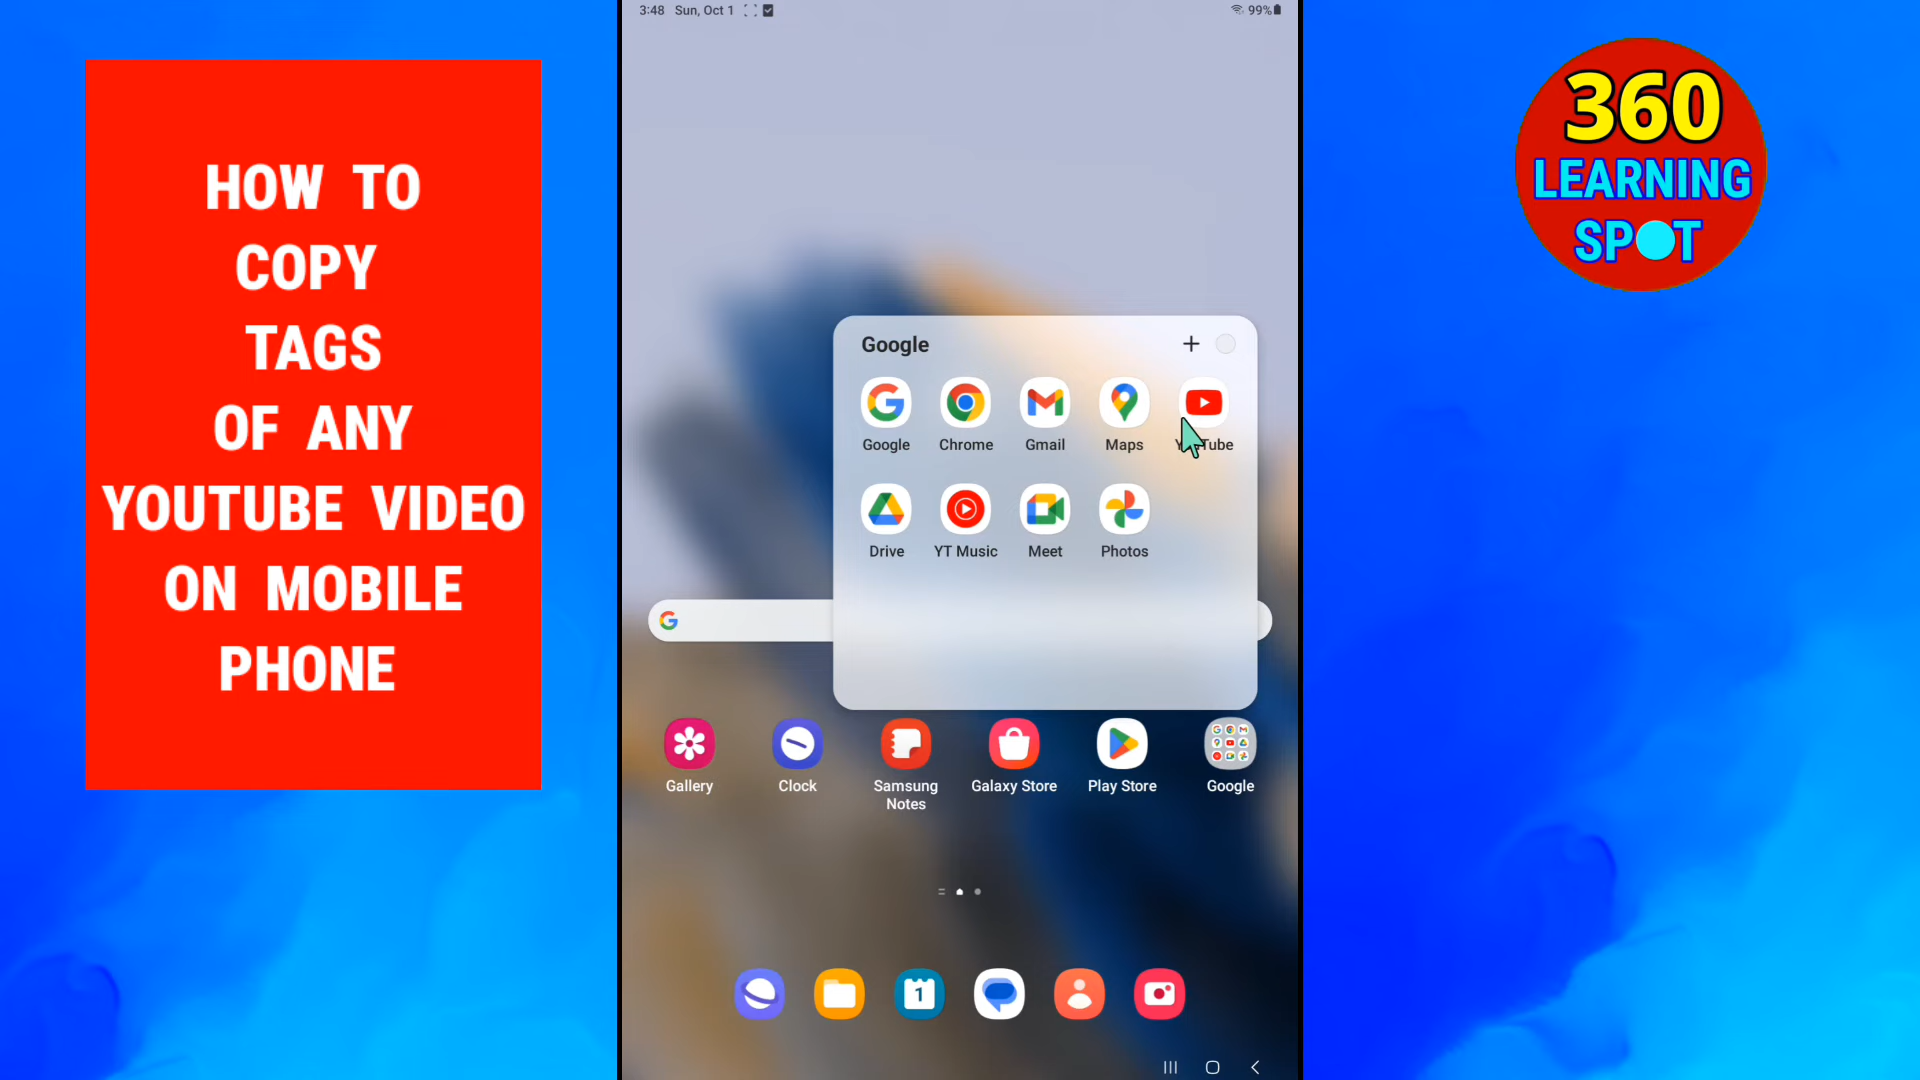 3:48 Sun, Oct 1
99%
HOW TO
COPY
TAGS
OF ANY
YOUTUBE VIDEO
ON MOBILE
PHONE
360
LEARNING
SPOT
Google
Google Chrome Gmail Maps YouTube
Drive YT Music Meet Photos
Gallery Clock Samsung Notes Galaxy Store Play Store Google
1